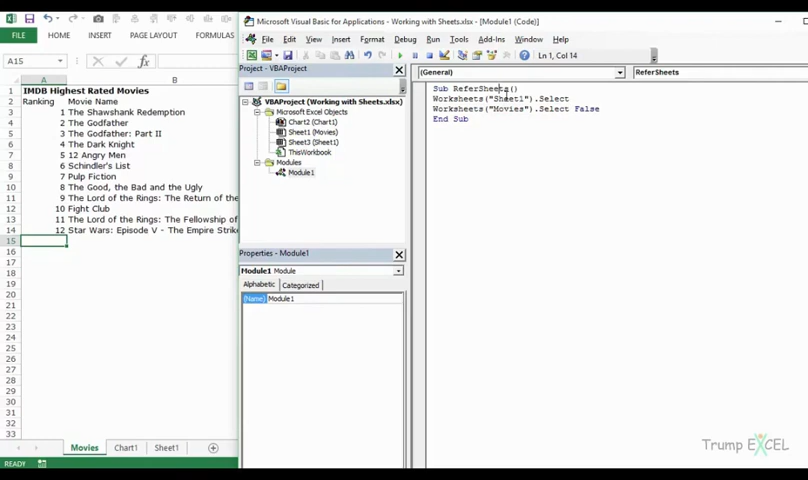 Microsoft Visual Basic for Applications - Working with Sheets.xlsx - [Module1 (Code)]
FILE HOME INSERT PAGE LAYOUT FORMULAS
File Edit View Insert Format Debug Run Tools Add-Ins Window Help
Ln 1, Col 14
A15
fx
Project - VBAProject
(General)
ReferSheets
A B
1 IMDB Highest Rated Movies
2 Ranking Movie Name
3 1 The Shawshank Redemption
4 2 The Godfather
5 3 The Godfather: Part II
6 4 The Dark Knight
7 5 12 Angry Men
8 6 Schindler's List
9 7 Pulp Fiction
10 8 The Good, the Bad and the Ugly
11 9 The Lord of the Rings: The Return of the
12 10 Fight Club
13 11 The Lord of the Rings: The Fellowship of
14 12 Star Wars: Episode V - The Empire Strike
15
16
17
18
19
20
21
22
23
24
25
26
27
28
29
30
31
32
33
VBAProject (Working with Sheets.xlsx)
Microsoft Excel Objects
Chart2 (Chart1)
Sheet1 (Movies)
Sheet3 (Sheet1)
ThisWorkbook
Modules
Module1
Properties - Module1
Module1 Module
Alphabetic Categorized
(Name) Module1
Sub ReferSheets()
Worksheets("Sheet1").Select
Worksheets("Movies").Select False
End Sub
Movies Chart1 Sheet1
READY
Trump EXCEL